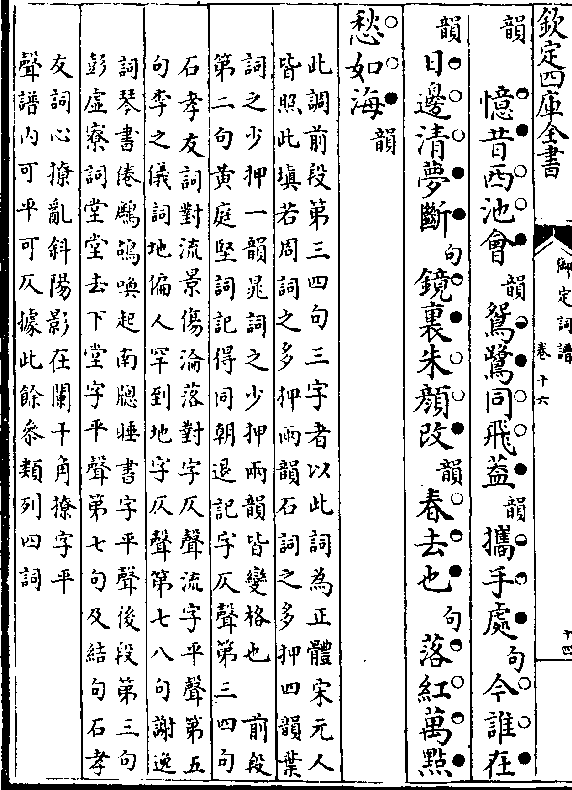 欽定四庫全書
御定詞譜
卷十六
十四
韻憶昔西池會韻鴛鷺同飛盖韻攜手處句今誰在
韻日邊清夢斷句鏡裏朱顏改韻春去也句落紅萬點
愁如海韻
此調前段第三四句三字者以此詞為正體宋元人
皆照此填若周詞之多押兩韻石詞之多押四韻葉
詞之少押一韻晁詞之少押兩韻皆變格也　前段
第二句黄庭堅詞記得同朝退記字仄聲第三四句
石孝友詞對流景傷淪落對字仄聲流字平聲第五
句李之儀詞地偏人罕到地字仄聲第七八句謝逸
詞琴書倦鷓鴣喚起南牕睡書字平聲後段第三句
彭虛寮詞堂堂去下堂字平聲第七句及結句石孝
友詞心撩亂斜陽影在闌干角撩字平
聲譜内可平可仄據此餘叅類列四詞